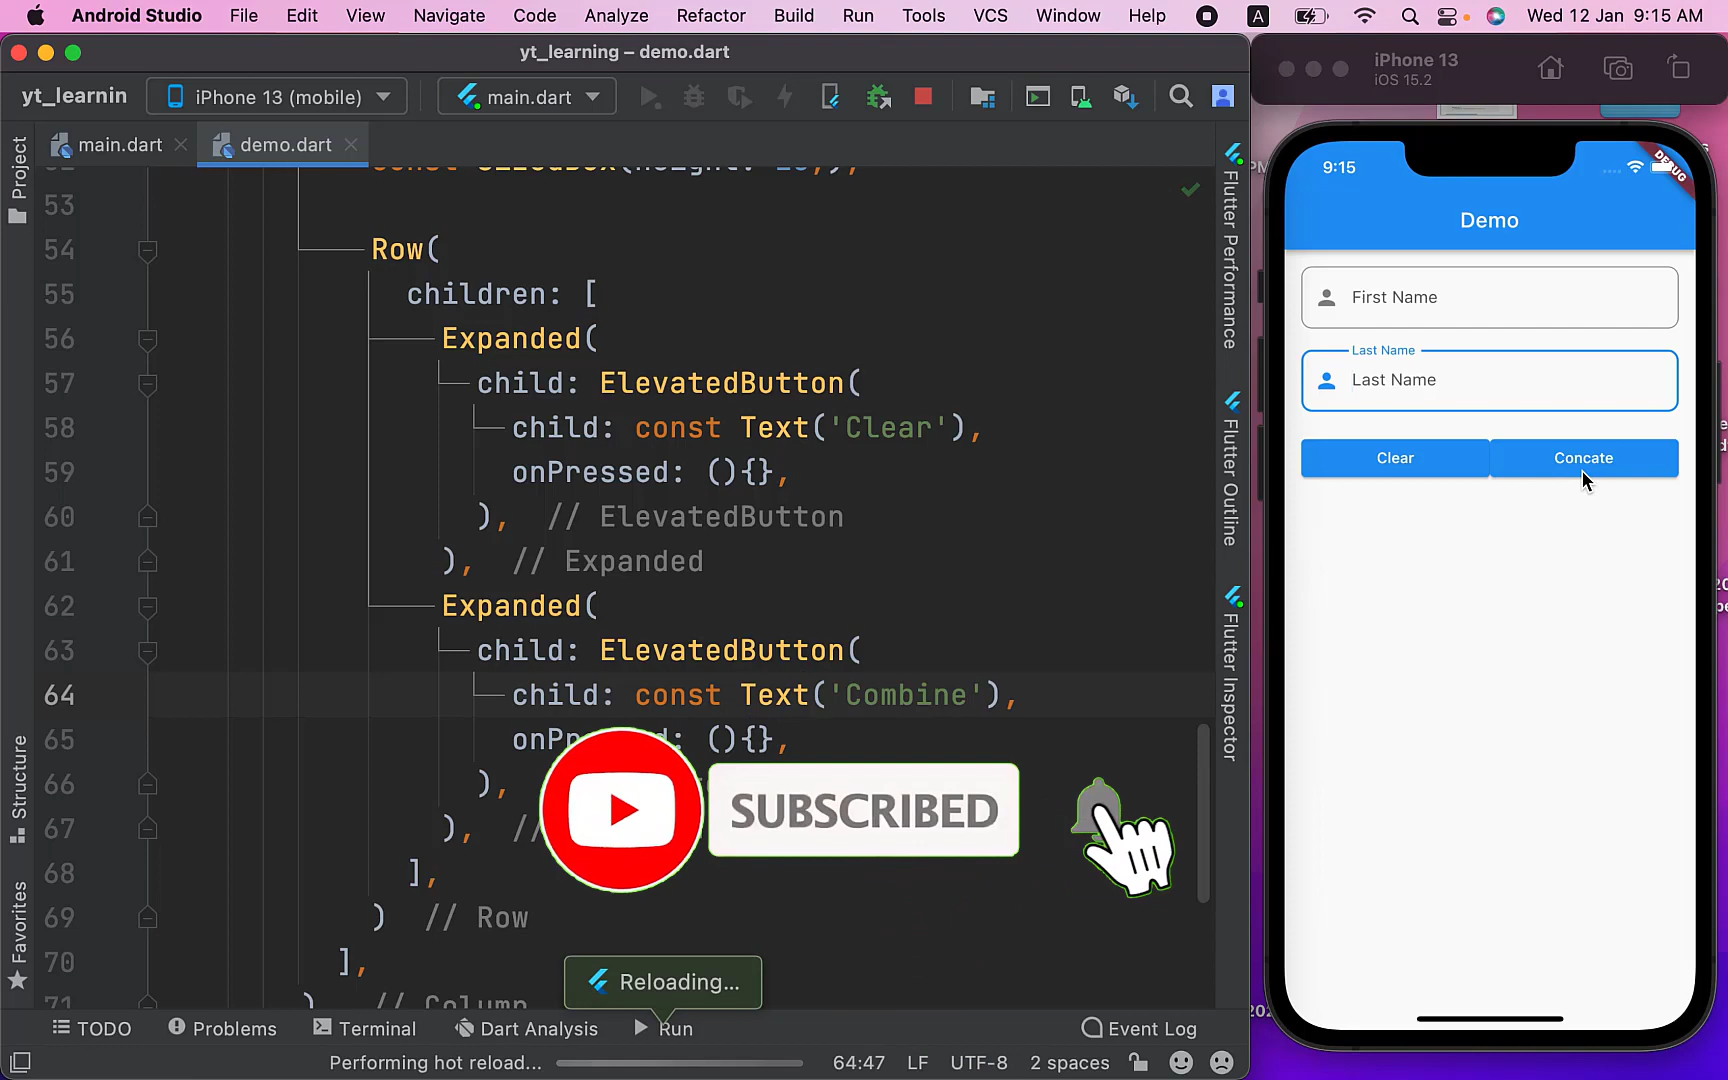 Android Studio File Edit View Navigate Code Analyze Refactor Build Run Tools VCS Window Help A Wed 12 Jan 9:15 AM
yt_learning – demo.dart
yt_learnin iPhone 13 (mobile) main.dart
main.dart demo.dart
Project
Structure
Favorites
53
54 Row(
55 children: [
56 Expanded(
57 child: ElevatedButton(
58 child: const Text('Clear'),
59 onPressed: (){},
60 ), // ElevatedButton
61 ), // Expanded
62 Expanded(
63 child: ElevatedButton(
64 child: const Text('Combine'),
65 onPr d: (){},
66 ),
67 ), //
68 ],
69 ) // Row
70 ],
71 ) // Column
SUBSCRIBED
Reloading...
TODO Problems Terminal Dart Analysis Run Event Log
Performing hot reload... 64:47 LF UTF-8 2 spaces
Flutter Performance
Flutter Outline
Flutter Inspector
iPhone 13
iOS 15.2
9:15
DEBUG
Demo
First Name
Last Name
Last Name
Clear Concate